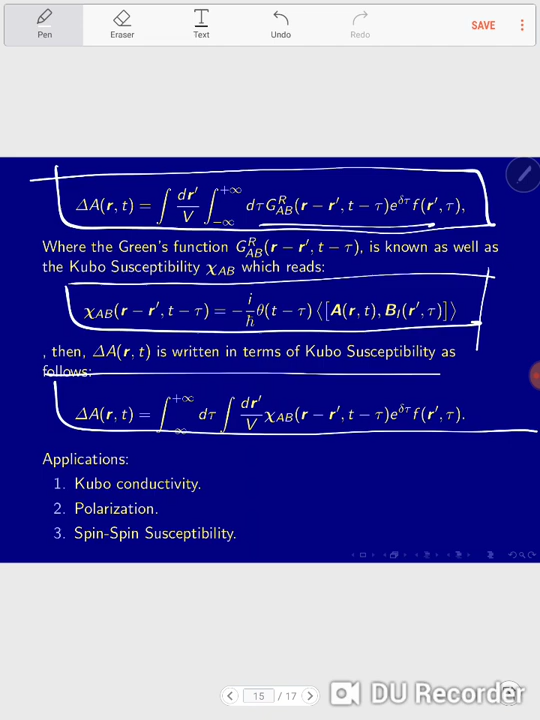 Pen Eraser Text Undo Redo SAVE
ΔA(r, t) = ∫ dr′/V ∫_{−∞}^{+∞} dτ G^R_{AB}(r − r′, t − τ)e^{δτ} f(r′, τ),
Where the Green's function G^R_{AB}(r − r′, t − τ), is known as well as
the Kubo Susceptibility χ_{AB} which reads:
χ_{AB}(r − r′, t − τ) = −i/ħ θ(t − τ) ⟨[A(r, t), B_I(r′, τ)]⟩
, then, ΔA(r, t) is written in terms of Kubo Susceptibility as
follows:
ΔA(r, t) = ∫_{−∞}^{+∞} dτ ∫ dr′/V χ_{AB}(r − r′, t − τ)e^{δτ} f(r′, τ).
Applications:
1. Kubo conductivity.
2. Polarization.
3. Spin-Spin Susceptibility.
15 / 17
DU Recorder